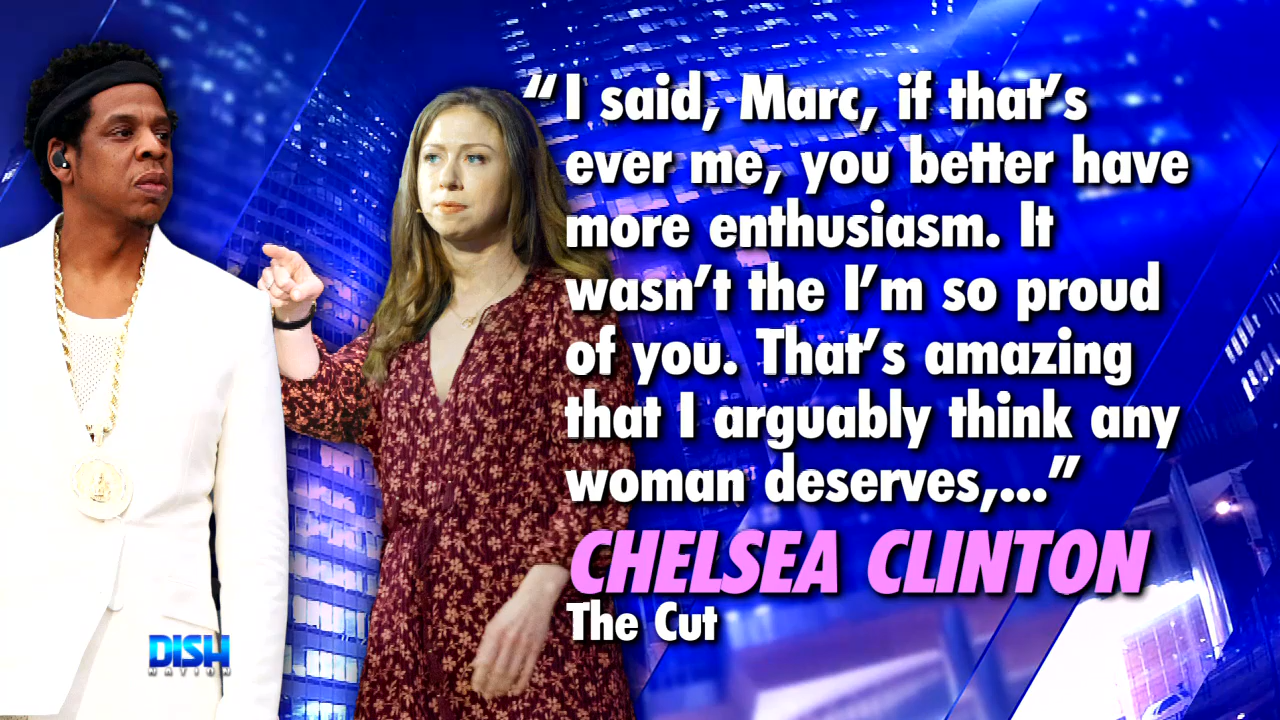 “I said, Marc, if that’s
ever me, you better have
more enthusiasm. It
wasn’t the I’m so proud
of you. That’s amazing
that I arguably think any
woman deserves,...”
CHELSEA CLINTON
The Cut
DISH
NATION